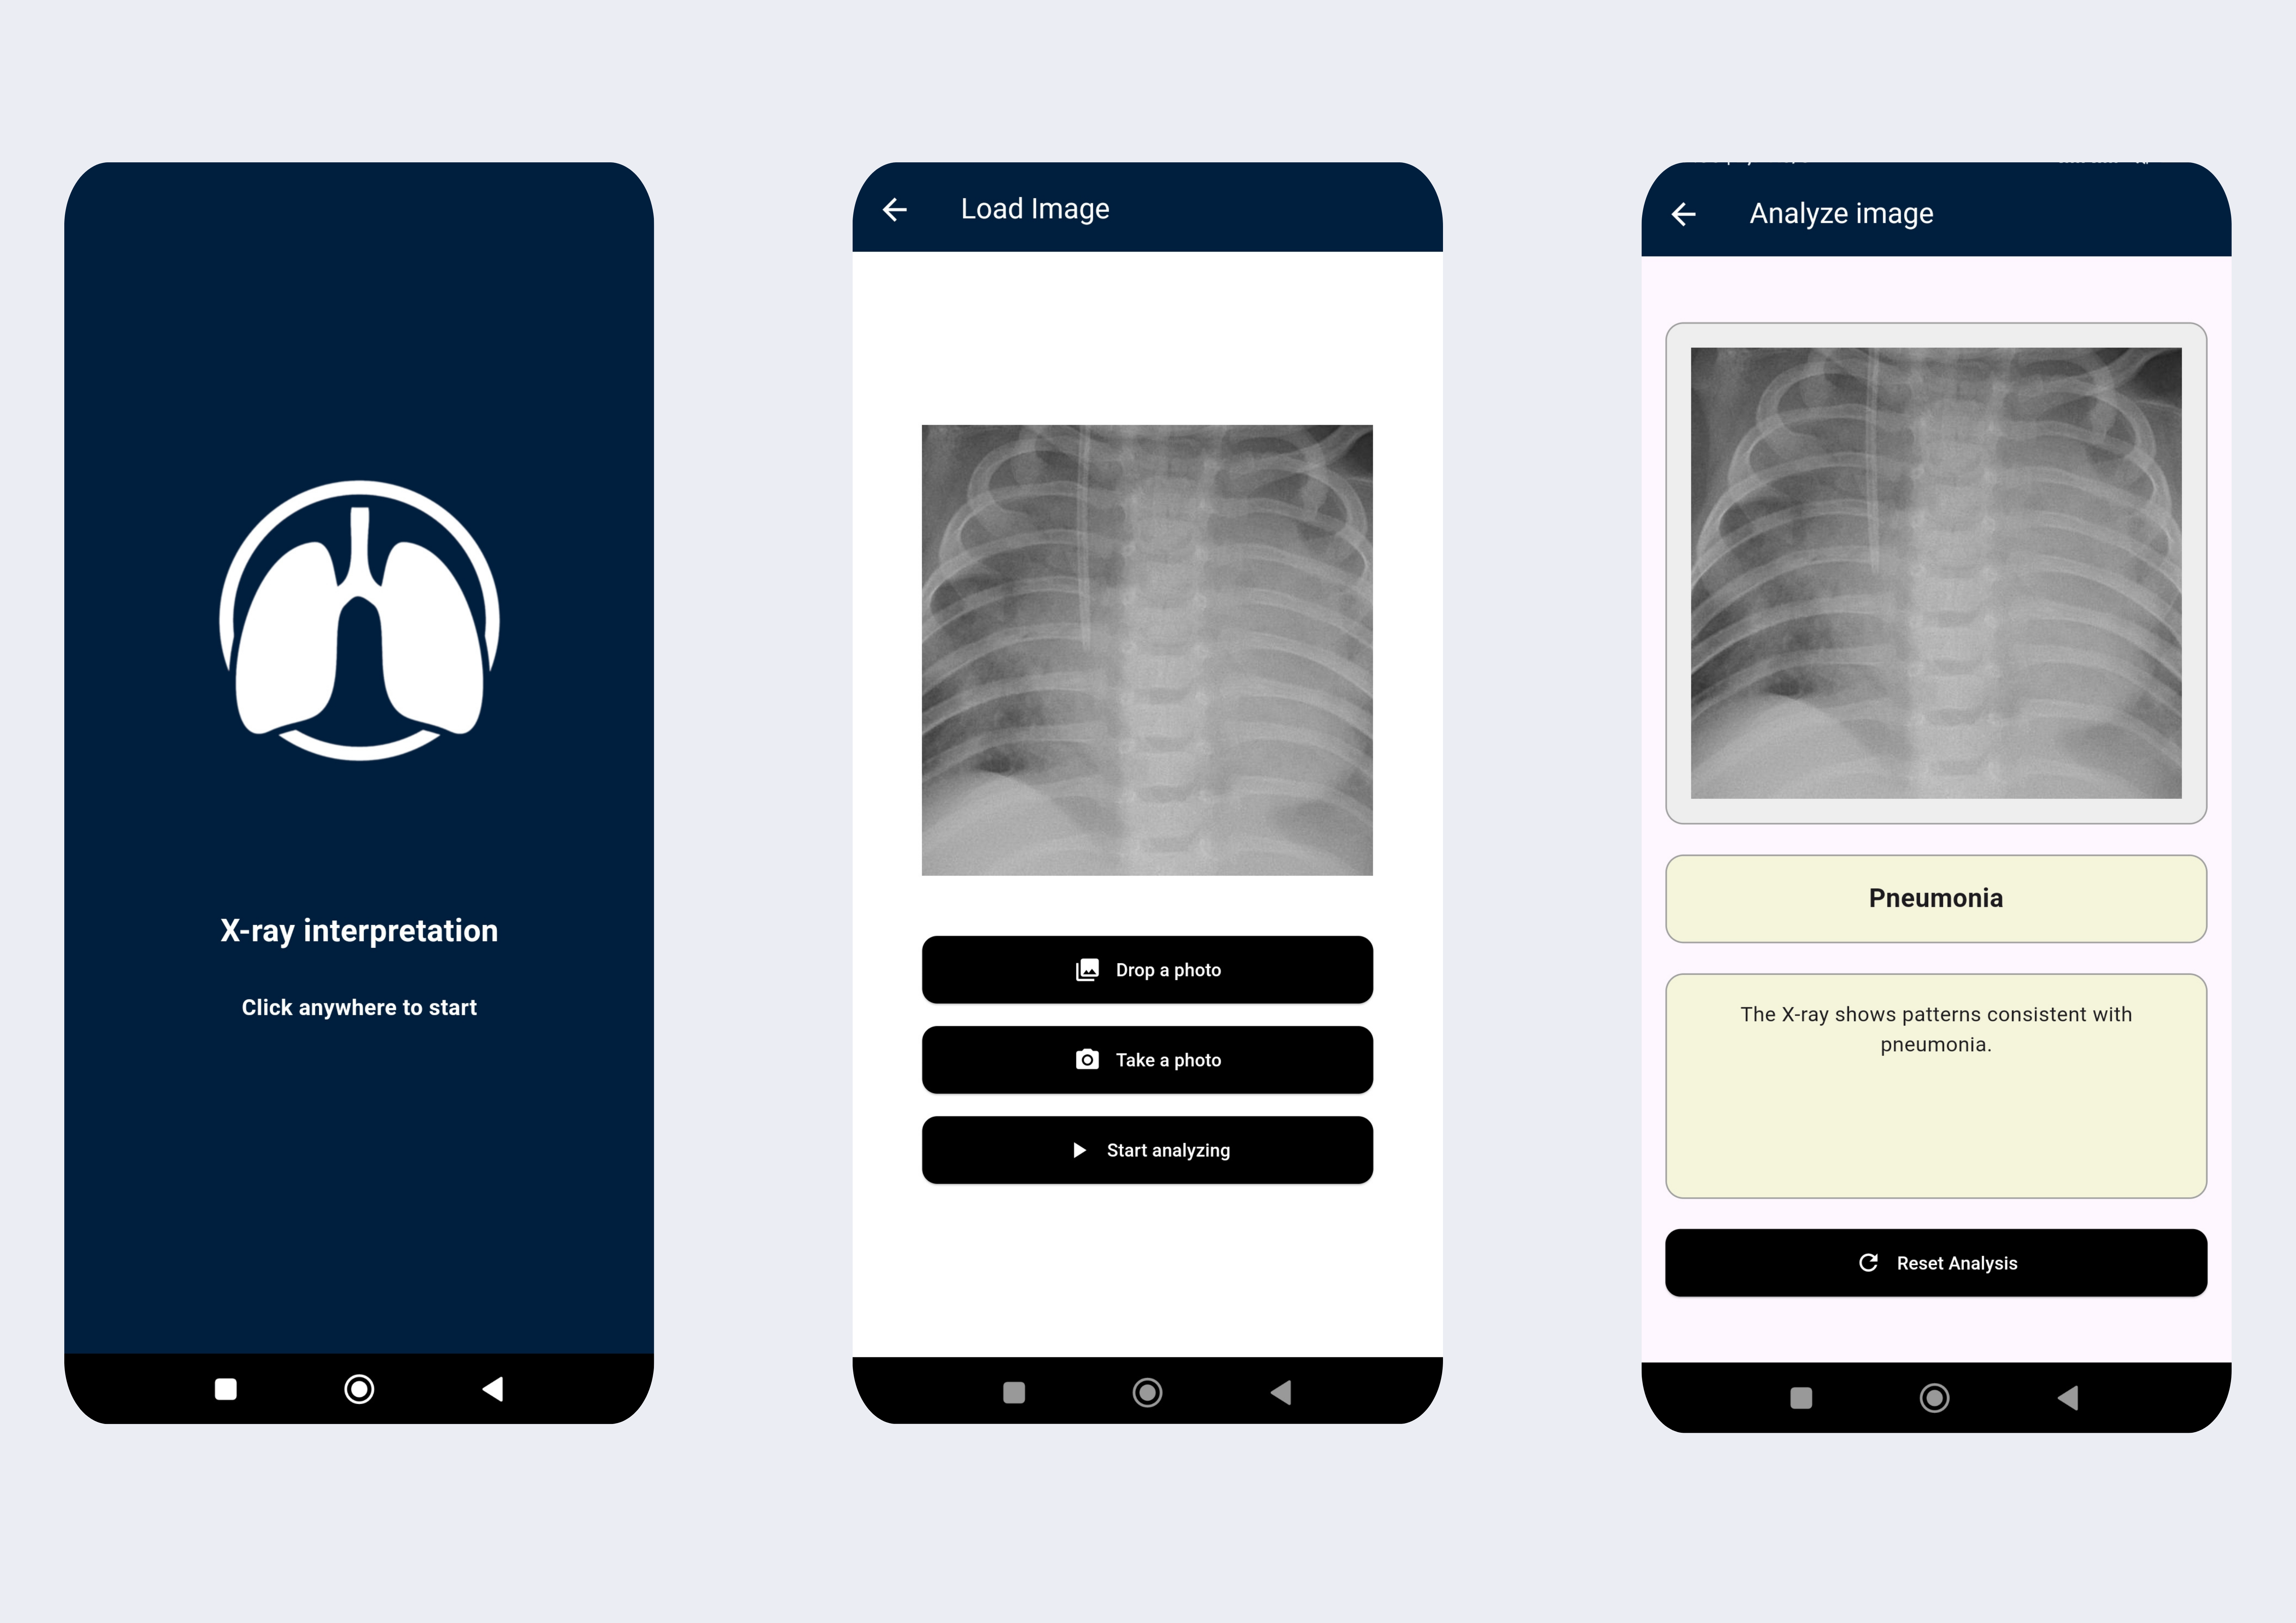 X-ray interpretation
Click anywhere to start
Load Image
Drop a photo
Take a photo
Start analyzing
Analyze image
Pneumonia
The X-ray shows patterns consistent with
pneumonia.
Reset Analysis